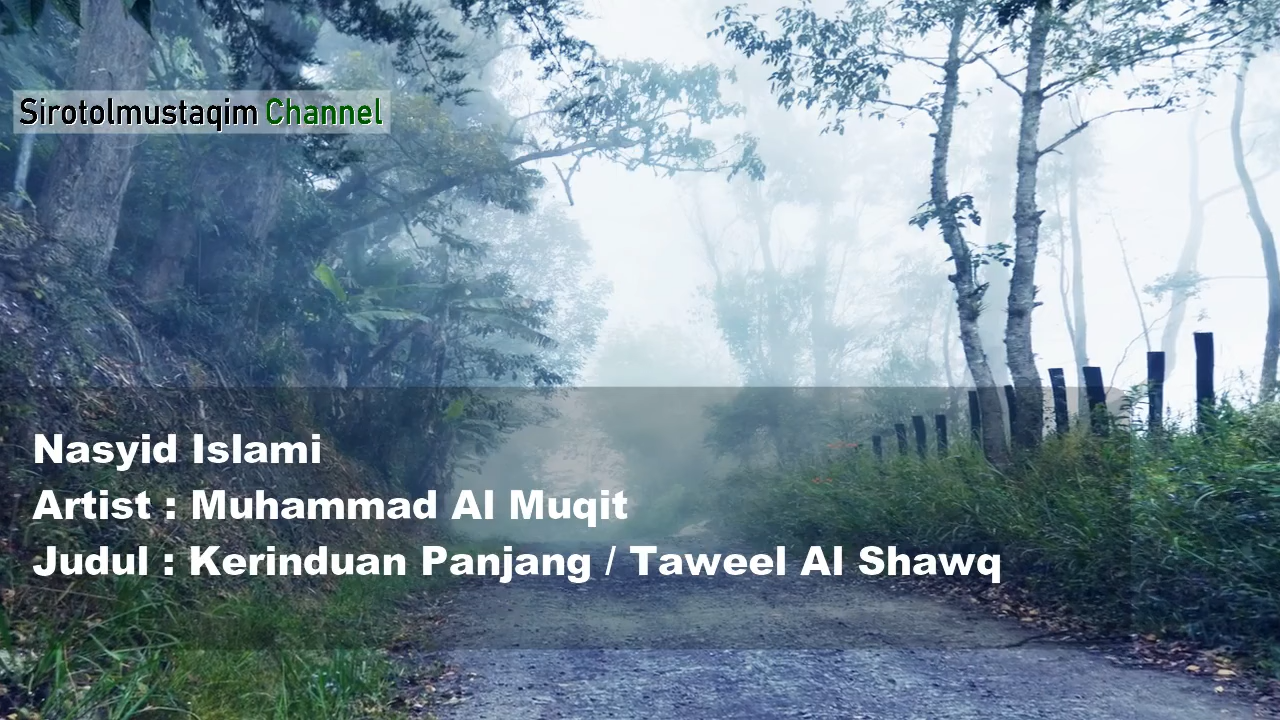 Sirotolmustaqim Channel
Nasyid Islami
Artist : Muhammad Al Muqit
Judul : Kerinduan Panjang / Taweel Al Shawq